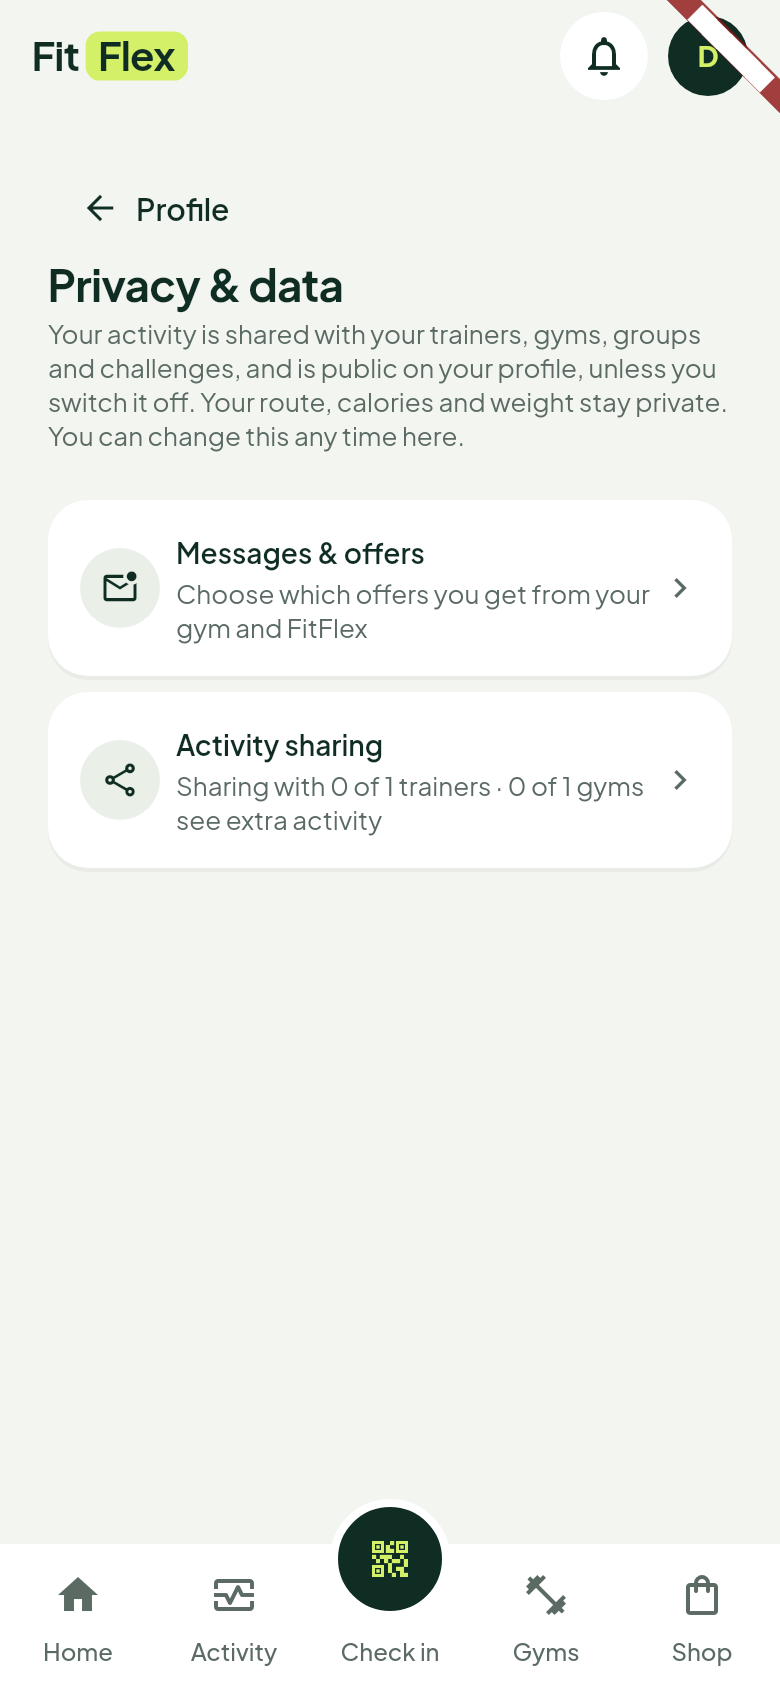 Fit Flex
D
Profile
Privacy & data
Your activity is shared with your trainers, gyms, groups
and challenges, and is public on your profile, unless you
switch it off. Your route, calories and weight stay private.
You can change this any time here.
Messages & offers
Choose which offers you get from your
gym and FitFlex
Activity sharing
Sharing with 0 of 1 trainers · 0 of 1 gyms
see extra activity
Home
Activity
Check in
Gyms
Shop